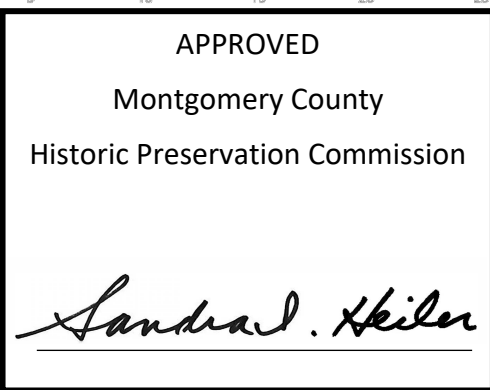 APPROVED
Montgomery County
Historic Preservation Commission
Sandra I. Heiler